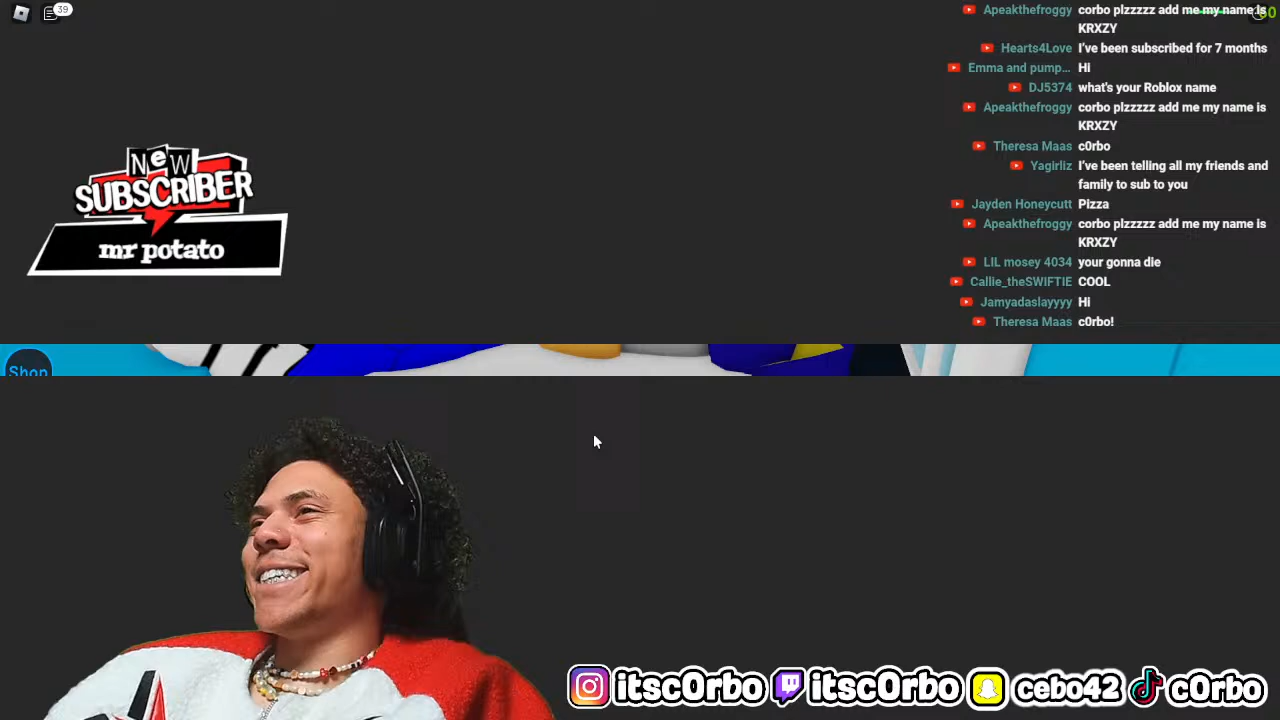 39
Apeakthefroggy corbo plzzzzz add me my name is
KRXZY
Hearts4Love I've been subscribed for 7 months
Emma and pump... Hi
DJ5374 what's your Roblox name
Apeakthefroggy corbo plzzzzz add me my name is
KRXZY
Theresa Maas c0rbo
Yagirliz I've been telling all my friends and
family to sub to you
Jayden Honeycutt Pizza
Apeakthefroggy corbo plzzzzz add me my name is
KRXZY
LIL mosey 4034 your gonna die
Callie_theSWIFTIE COOL
Jamyadaslayyyy Hi
Theresa Maas c0rbo!
NeW
SUBSCRIBER
mr potato
Shop
itsc0rbo itsc0rbo cebo42 c0rbo